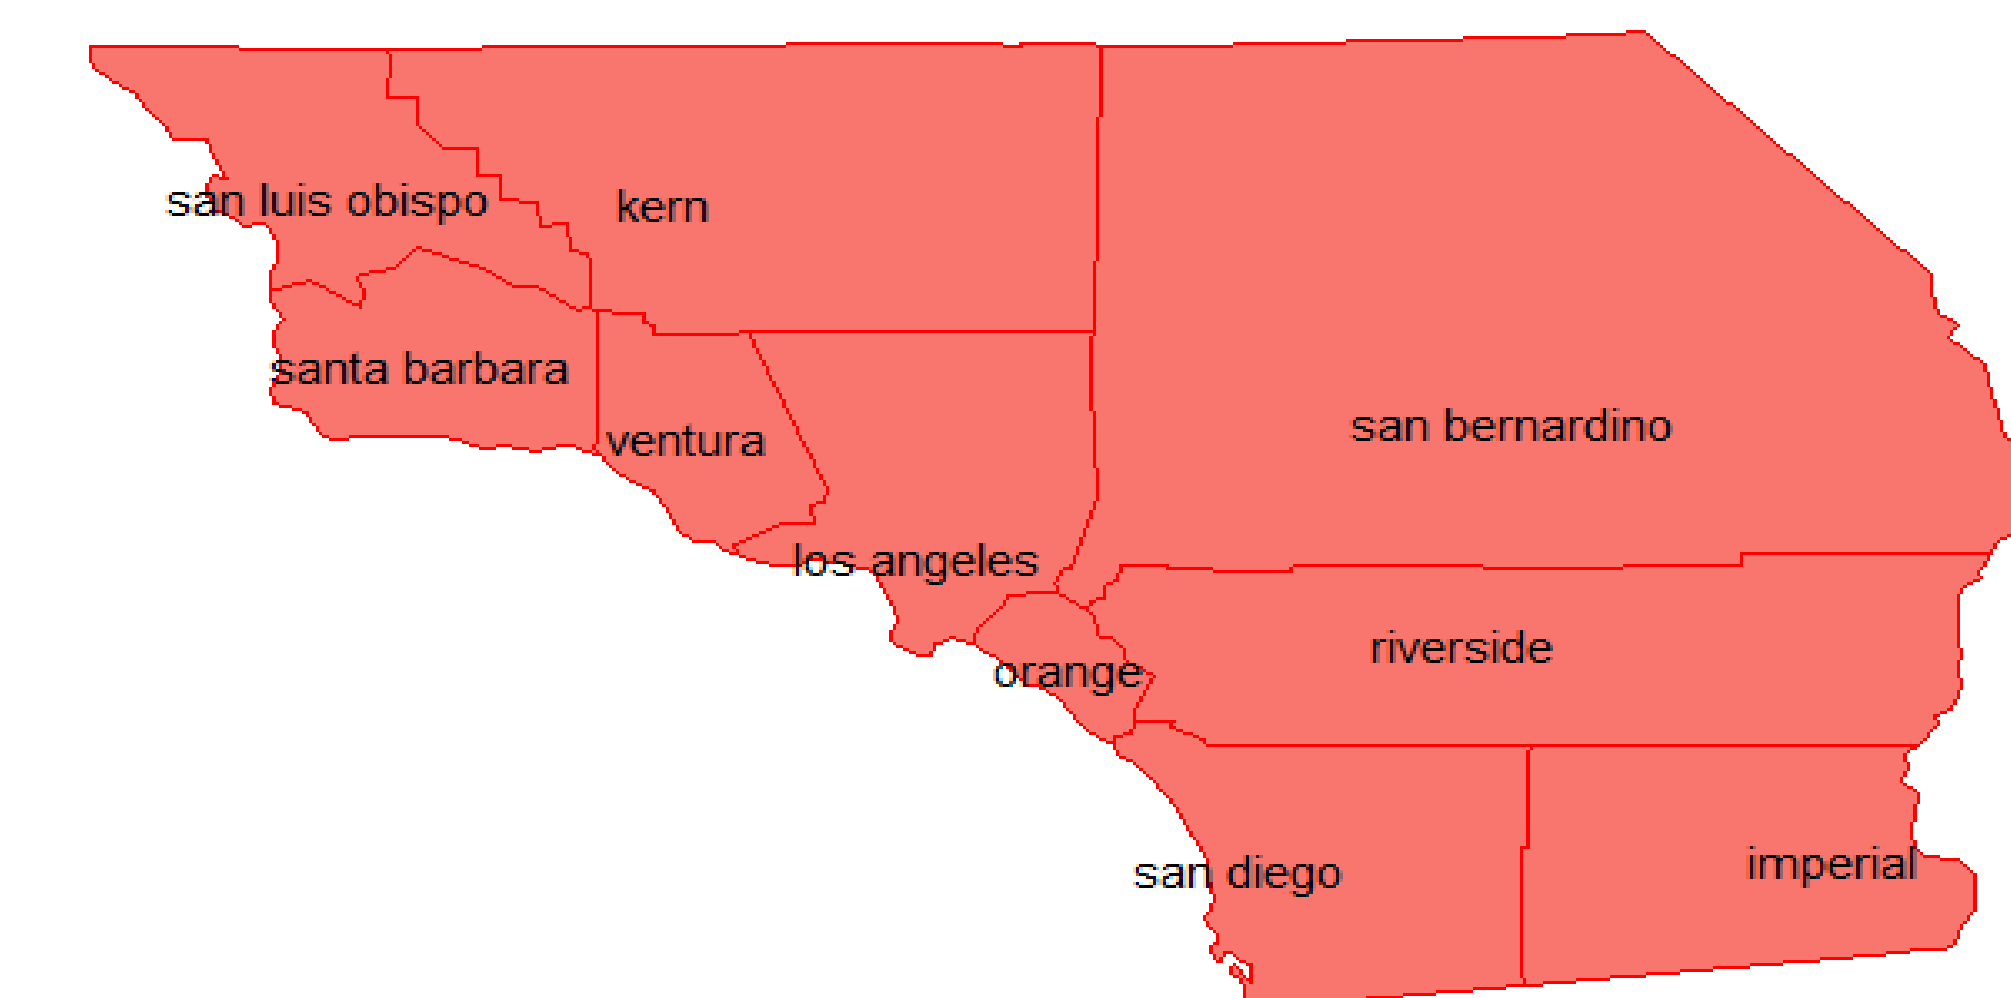 san luis obispo
kern
santa barbara
ventura
san bernardino
los angeles
riverside
orange
san diego
imperial